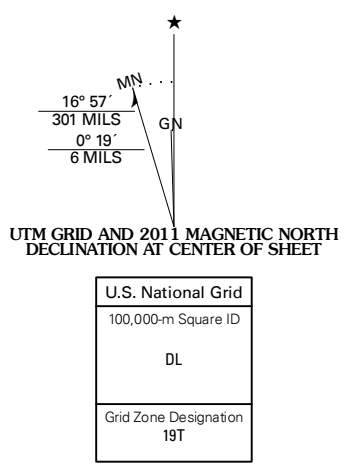 ★
MN
16° 57´
301 MILS
GN
0° 19´
6 MILS
UTM GRID AND 2011 MAGNETIC NORTH
DECLINATION AT CENTER OF SHEET
U.S. National Grid
100,000-m Square ID
DL
Grid Zone Designation
19T